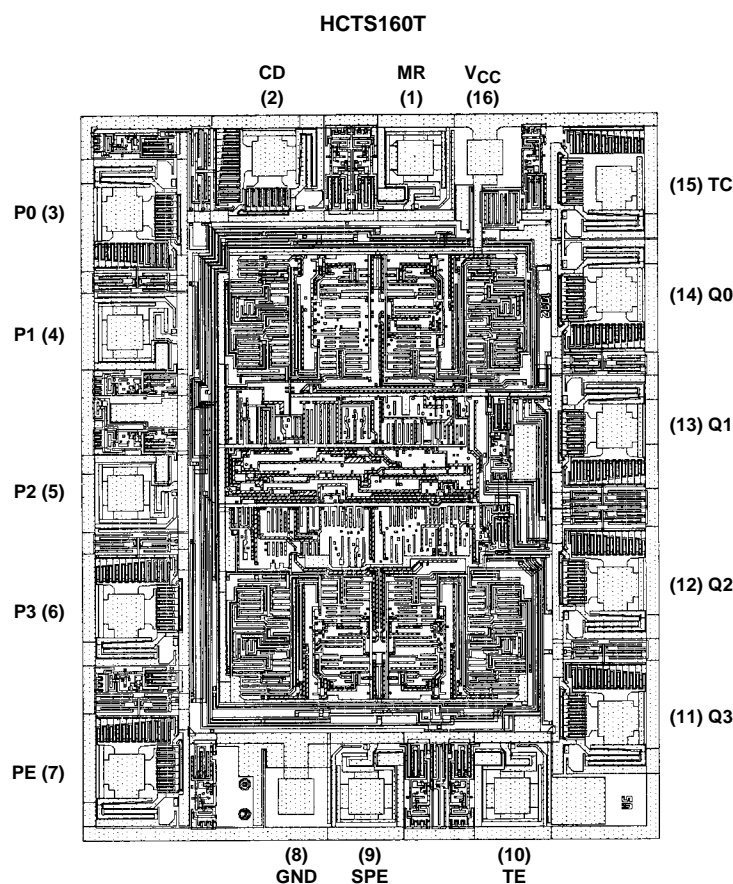 HCTS160T
CD
(2)
MR
(1)
VCC
(16)
P0 (3)
P1 (4)
P2 (5)
P3 (6)
PE (7)
(15) TC
(14) Q0
(13) Q1
(12) Q2
(11) Q3
(8)
GND
(9)
SPE
(10)
TE